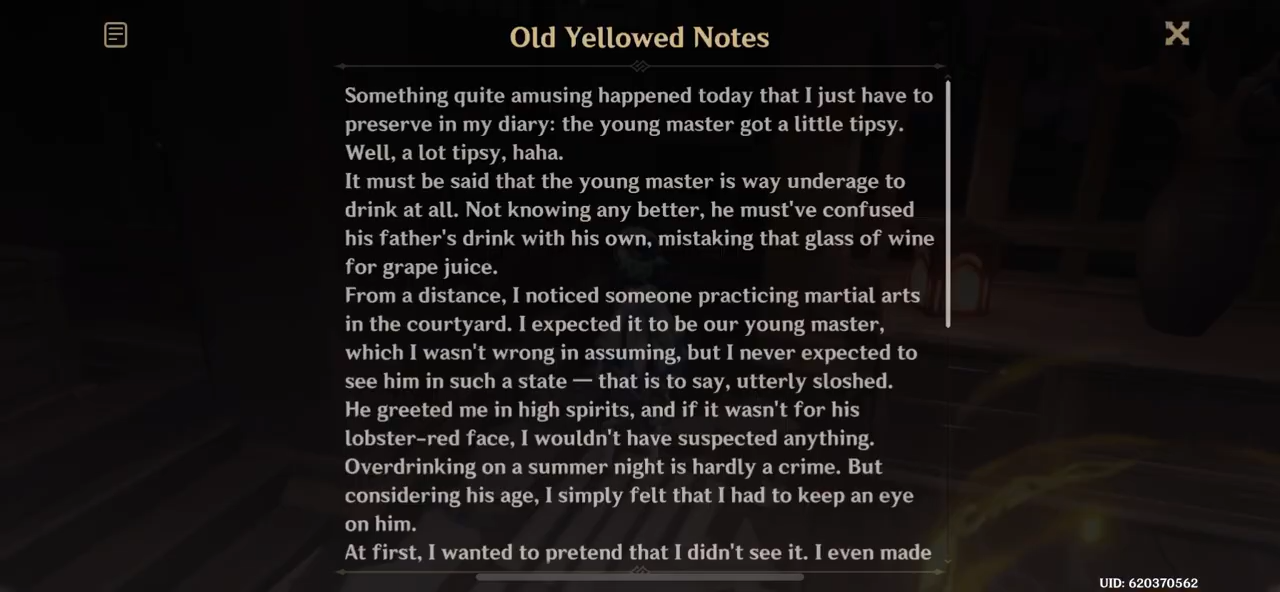 Old Yellowed Notes
Something quite amusing happened today that I just have to
preserve in my diary: the young master got a little tipsy.
Well, a lot tipsy, haha.
It must be said that the young master is way underage to
drink at all. Not knowing any better, he must've confused
his father's drink with his own, mistaking that glass of wine
for grape juice.
From a distance, I noticed someone practicing martial arts
in the courtyard. I expected it to be our young master,
which I wasn't wrong in assuming, but I never expected to
see him in such a state — that is to say, utterly sloshed.
He greeted me in high spirits, and if it wasn't for his
lobster-red face, I wouldn't have suspected anything.
Overdrinking on a summer night is hardly a crime. But
considering his age, I simply felt that I had to keep an eye
on him.
At first, I wanted to pretend that I didn't see it. I even made
UID: 620370562